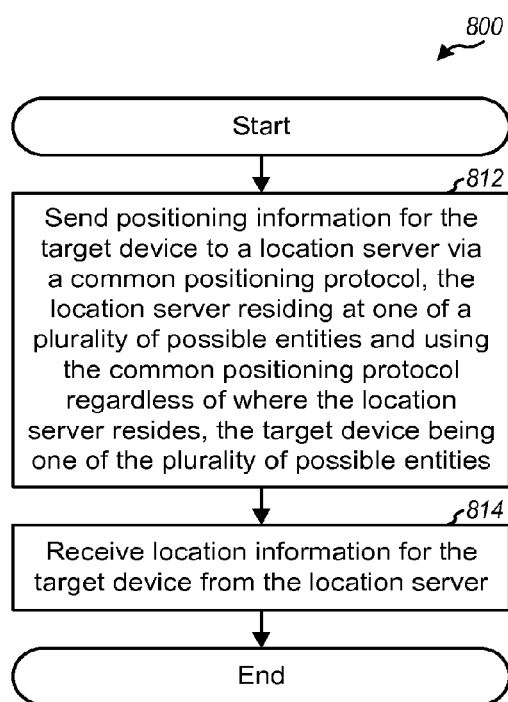 800
Start
812
Send positioning information for the
target device to a location server via
a common positioning protocol, the
location server residing at one of a
plurality of possible entities and using
the common positioning protocol
regardless of where the location
server resides, the target device being
one of the plurality of possible entities
814
Receive location information for the
target device from the location server
End